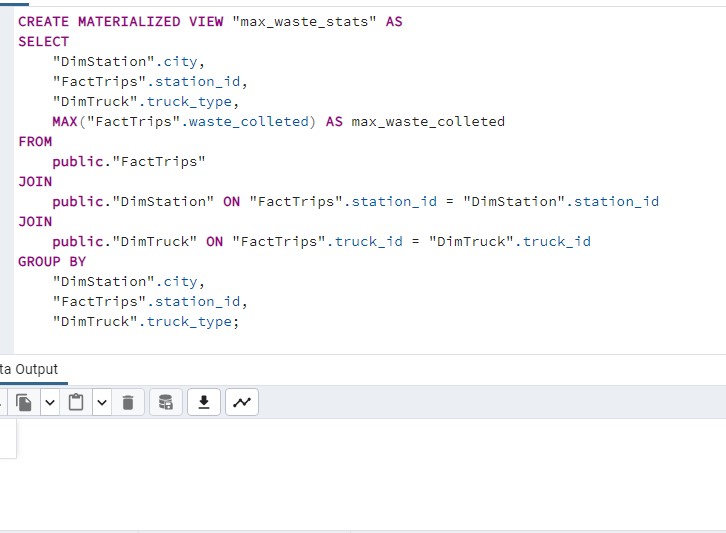 CREATE MATERIALIZED VIEW "max_waste_stats" AS
SELECT
"DimStation".city,
"FactTrips".station_id,
"DimTruck".truck_type,
MAX("FactTrips".waste_colleted) AS max_waste_colleted
FROM
public."FactTrips"
JOIN
public."DimStation" ON "FactTrips".station_id = "DimStation".station_id
JOIN
public."DimTruck" ON "FactTrips".truck_id = "DimTruck".truck_id
GROUP BY
"DimStation".city,
"FactTrips".station_id,
"DimTruck".truck_type;
ta Output